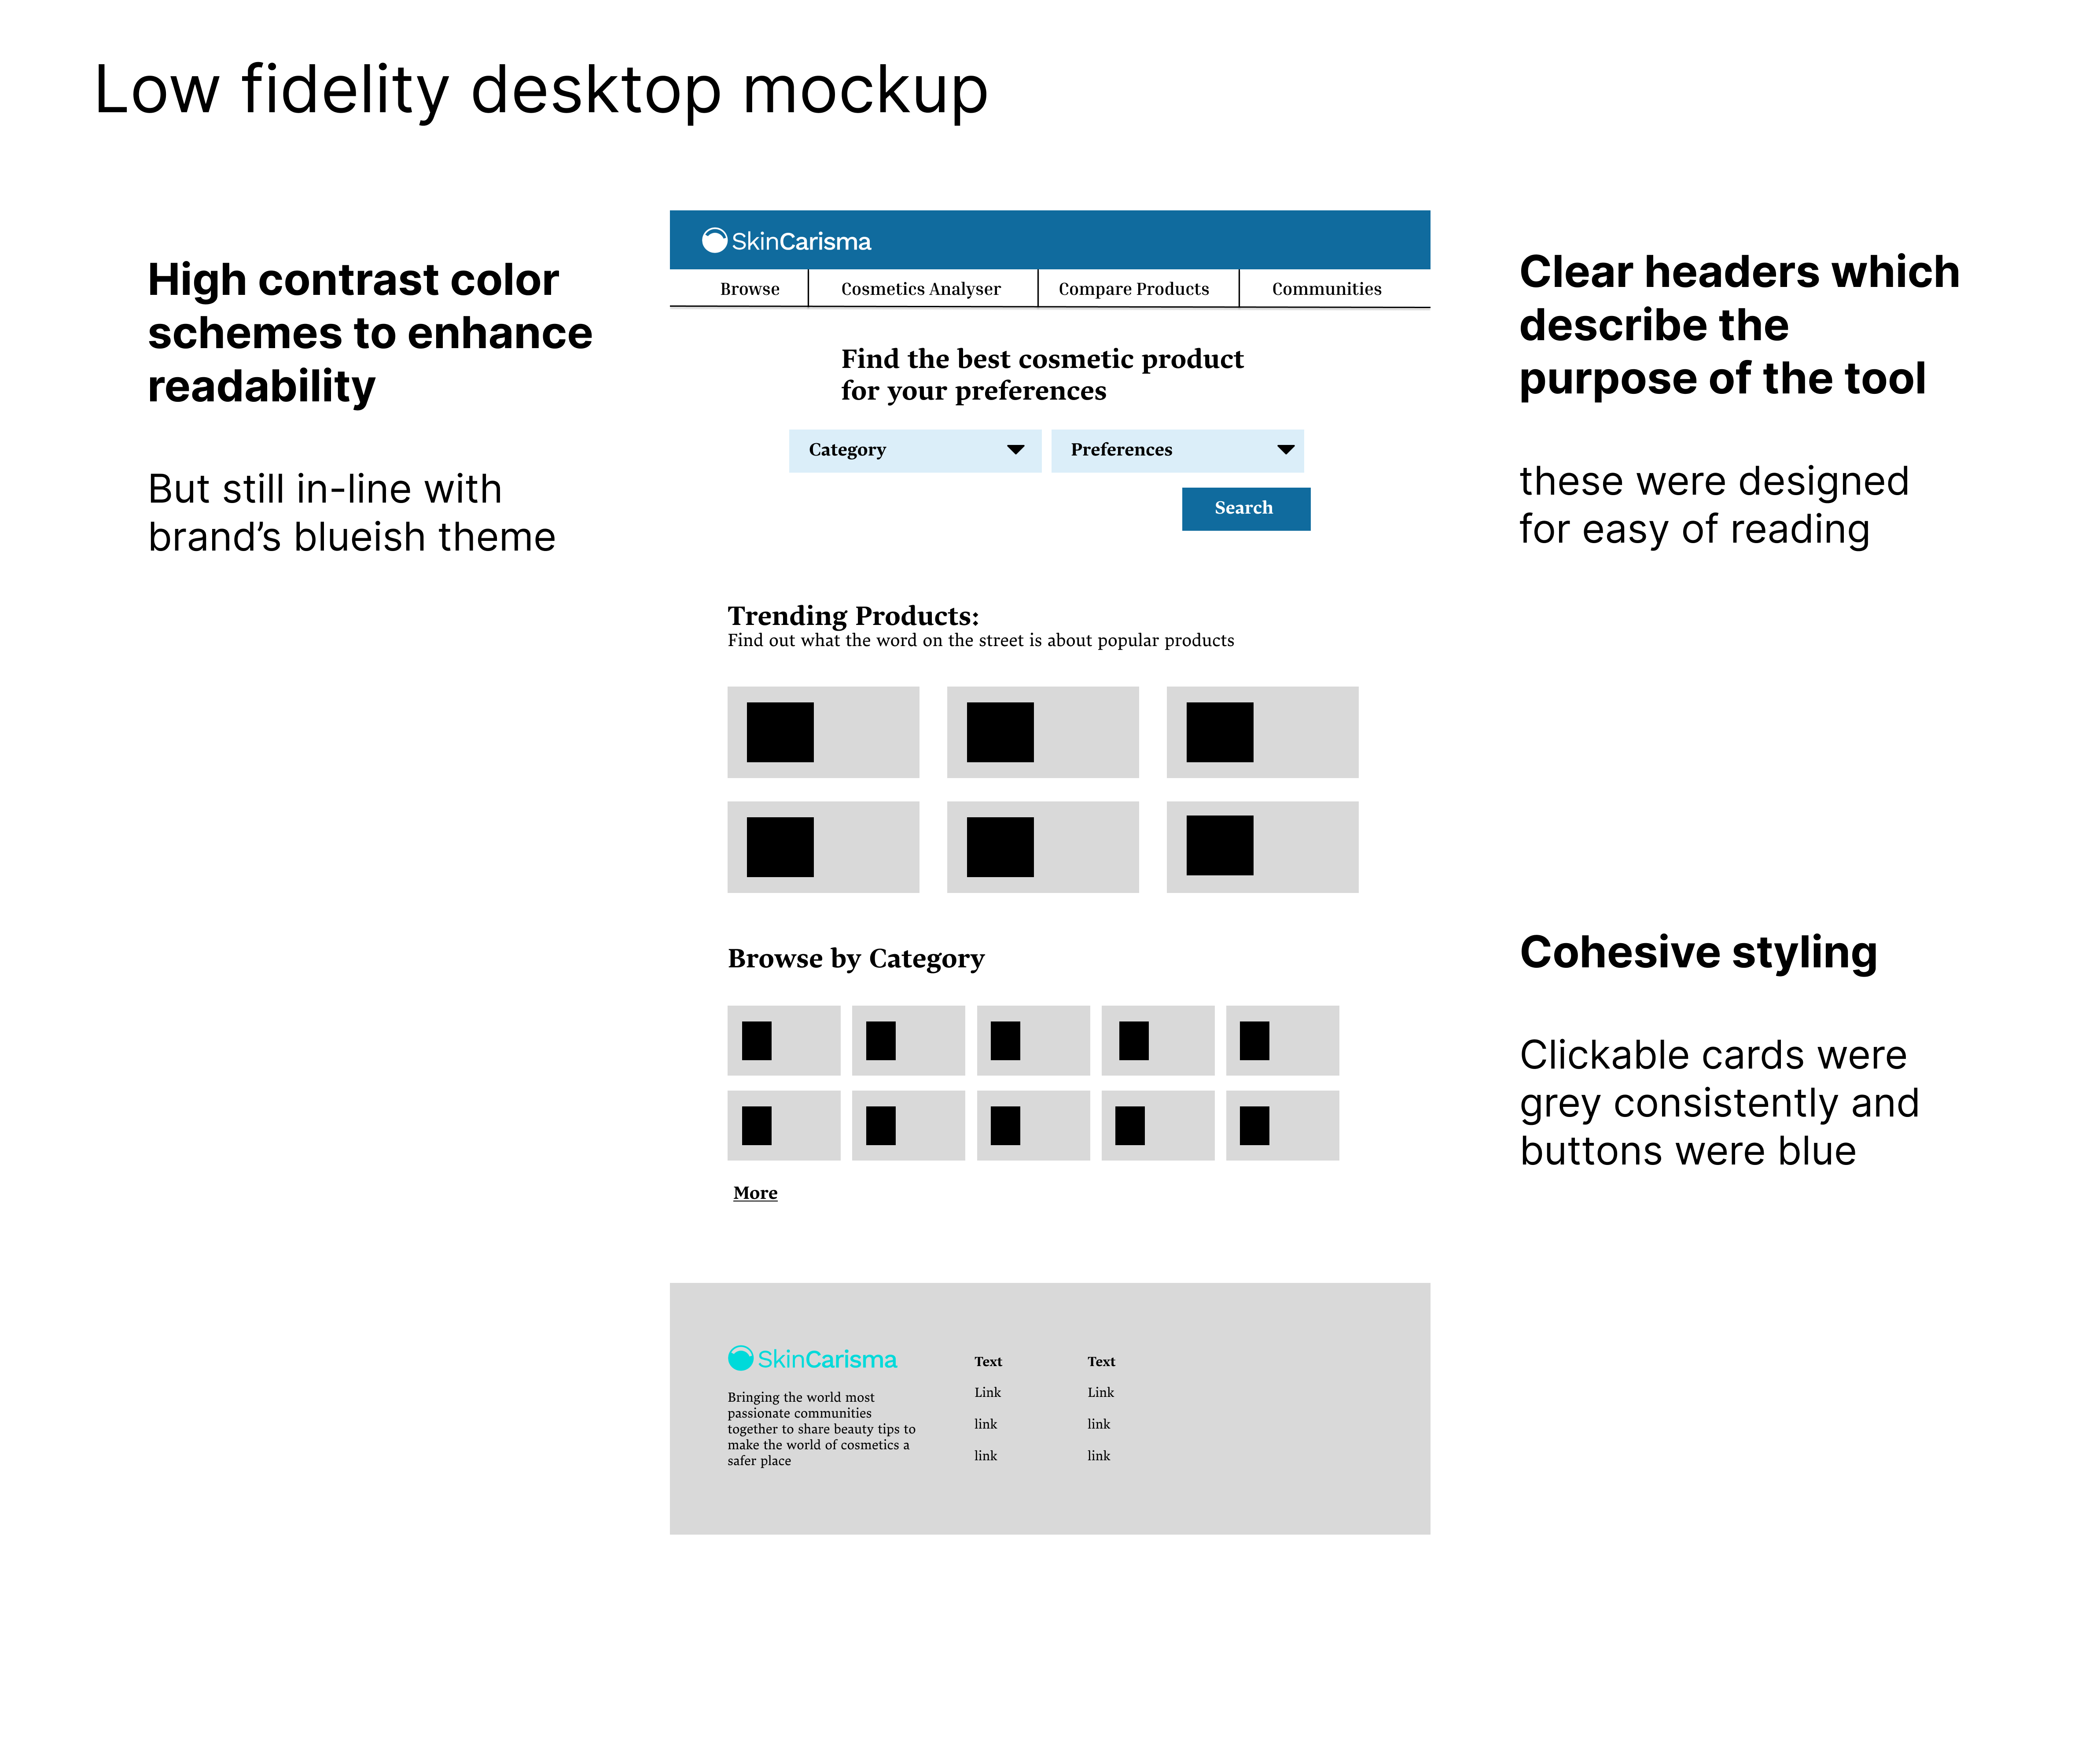 Low fidelity desktop mockup
High contrast color
schemes to enhance
readability
But still in-line with
brand’s blueish theme
SkinCarisma
Browse
Cosmetics Analyser
Compare Products
Communities
Find the best cosmetic product
for your preferences
Category
Preferences
Search
Trending Products:
Find out what the word on the street is about popular products
Browse by Category
More
SkinCarisma
Bringing the world most
passionate communities
together to share beauty tips to
make the world of cosmetics a
safer place
Text
Link
link
link
Text
Link
link
link
Clear headers which
describe the
purpose of the tool
these were designed
for easy of reading
Cohesive styling
Clickable cards were
grey consistently and
buttons were blue